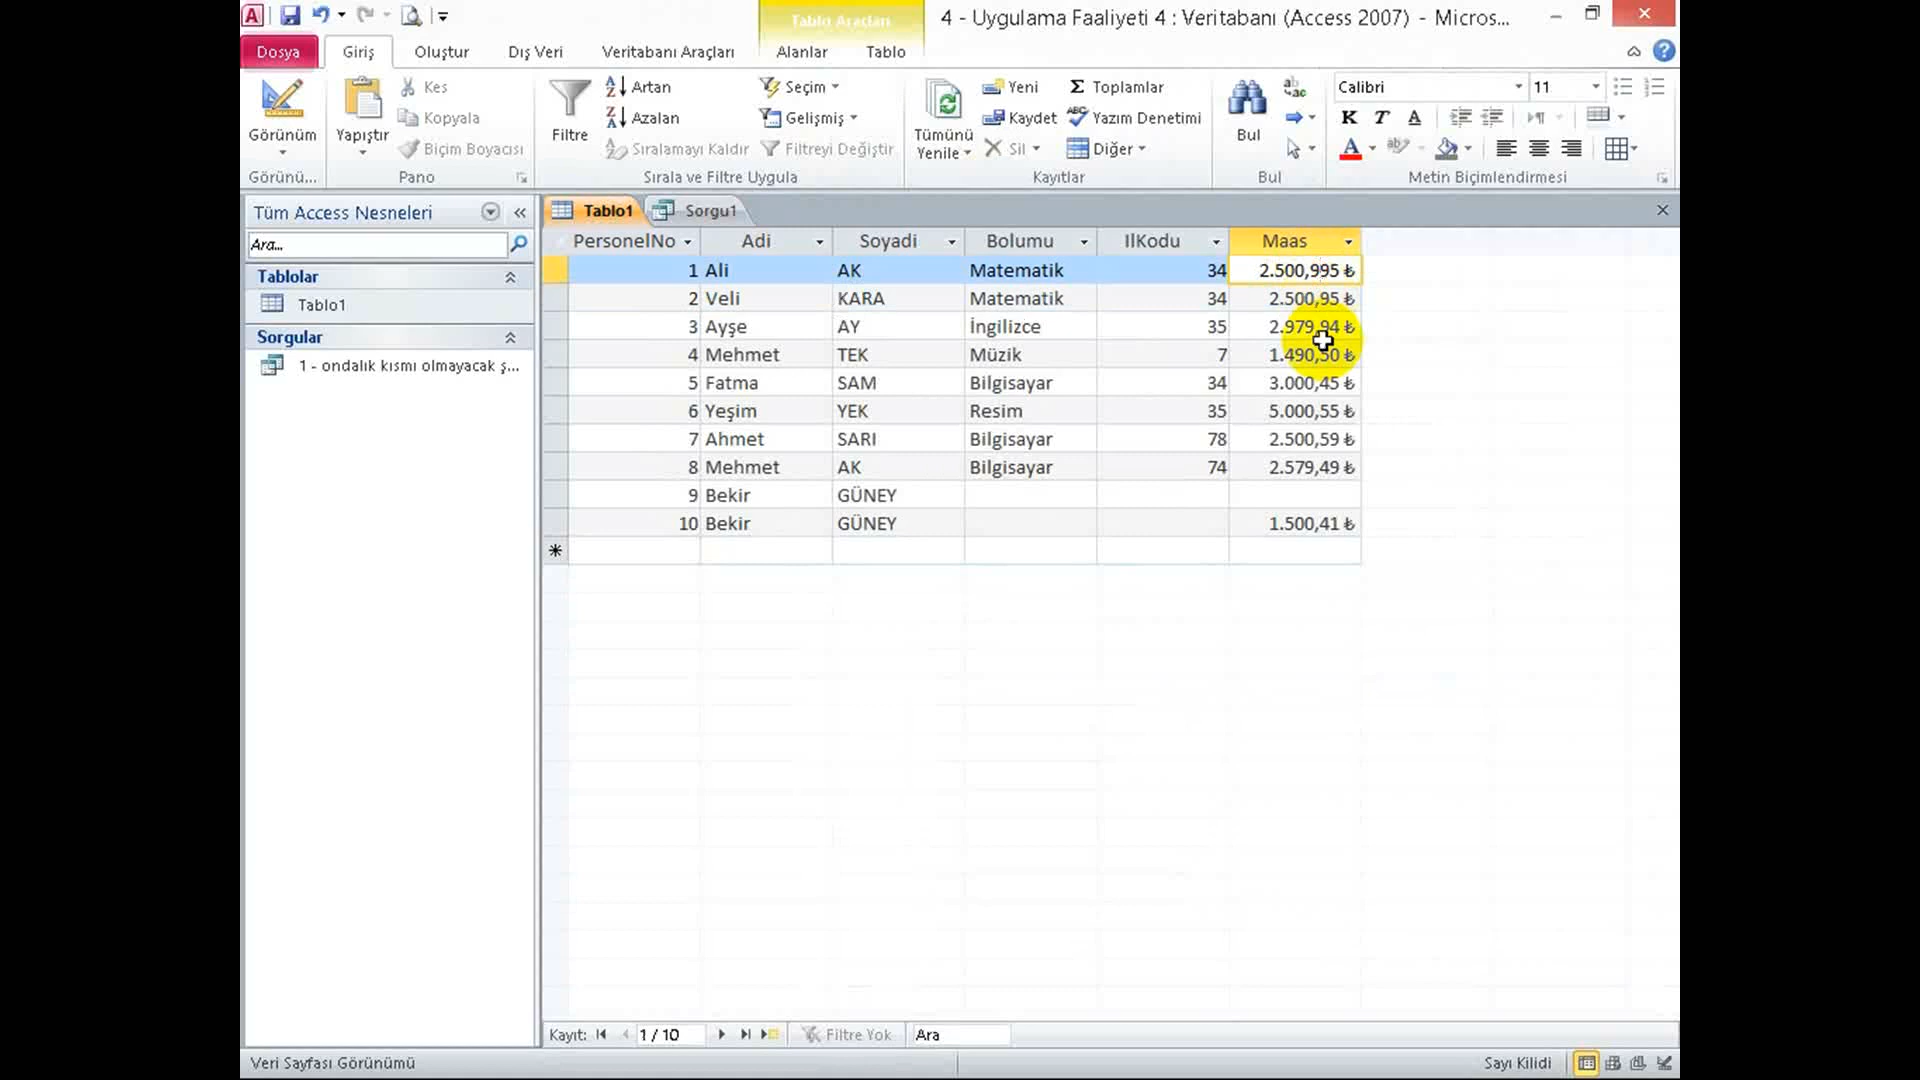 Tablo Araçları
4 - Uygulama Faaliyeti 4 : Veritabanı (Access 2007) - Micros...
Dosya Giriş Oluştur Dış Veri Veritabanı Araçları Alanlar Tablo
Görünüm
Yapıştır
Kes
Kopyala
Biçim Boyacısı
Filtre
Artan
Azalan
Sıralamayı Kaldır
Seçim
Gelişmiş
Filtreyi Değiştir
Tümünü Yenile
Yeni
Kaydet
Sil
Toplamlar
Yazım Denetimi
Diğer
Bul
Calibri 11
K T A
Görünü... Pano Sırala ve Filtre Uygula Kayıtlar Bul Metin Biçimlendirmesi
Tüm Access Nesneleri
Ara...
Tablolar
Tablo1
Sorgular
1 - ondalık kısmı olmayacak ş...
Tablo1 Sorgu1
PersonelNo Adi Soyadi Bolumu IlKodu Maas
1 Ali AK Matematik 34 2.500,995 ₺
2 Veli KARA Matematik 34 2.500,95 ₺
3 Ayşe AY İngilizce 35 2.979,94 ₺
4 Mehmet TEK Müzik 7 1.490,50 ₺
5 Fatma SAM Bilgisayar 34 3.000,45 ₺
6 Yeşim YEK Resim 35 5.000,55 ₺
7 Ahmet SARI Bilgisayar 78 2.500,59 ₺
8 Mehmet AK Bilgisayar 74 2.579,49 ₺
9 Bekir GÜNEY
10 Bekir GÜNEY 1.500,41 ₺
Kayıt: 1 / 10 Filtre Yok Ara
Veri Sayfası Görünümü Sayı Kilidi